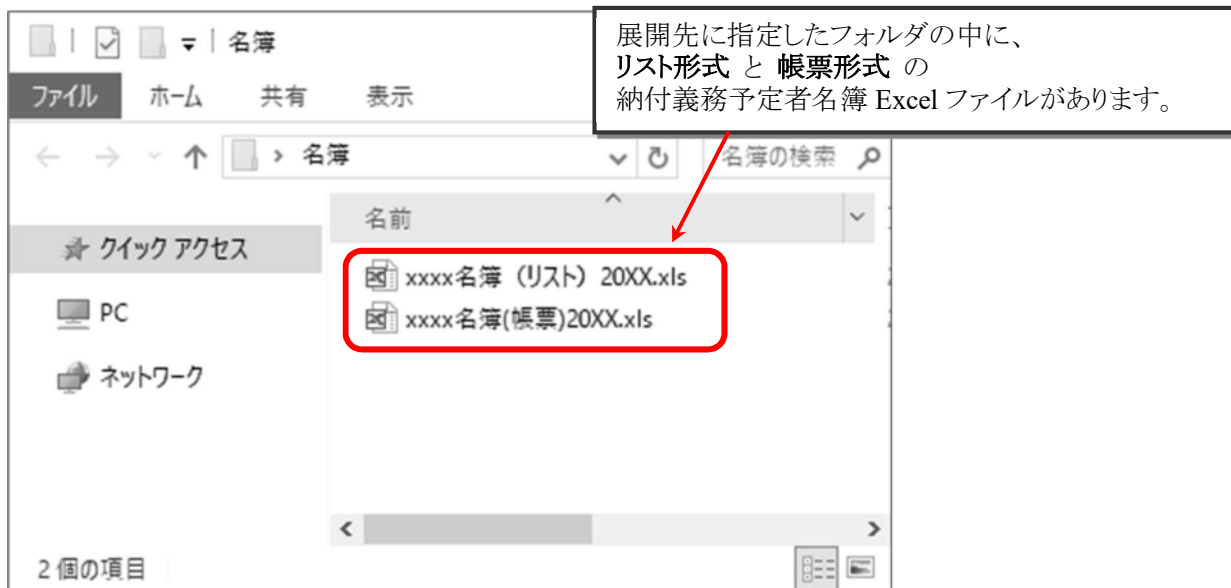 名簿
展開先に指定したフォルダの中に、
リスト形式 と 帳票形式 の
納付義務予定者名簿 Excel ファイルがあります。
ファイル ホーム 共有 表示
名簿 名簿の検索
名前
クイック アクセス
xxxx名簿（リスト）20XX.xls
PC
xxxx名簿(帳票)20XX.xls
ネットワーク
2 個の項目